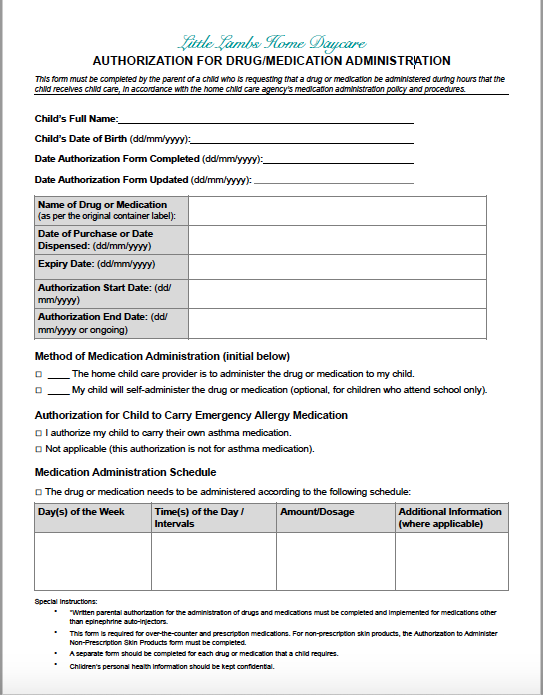 Little Lambs Home Daycare
AUTHORIZATION FOR DRUG/MEDICATION ADMINISTRATION
This form must be completed by the parent of a child who is requesting that a drug or medication be administered during hours that the
child receives child care, in accordance with the home child care agency's medication administration policy and procedures.
Child's Full Name:
Child's Date of Birth (dd/mm/yyyy):
Date Authorization Form Completed (dd/mm/yyyy):
Date Authorization Form Updated (dd/mm/yyyy):
Name of Drug or Medication
(as per the original container label):
Date of Purchase or Date
Dispensed: (dd/mm/yyyy)
Expiry Date: (dd/mm/yyyy)
Authorization Start Date: (dd/
mm/yyyy)
Authorization End Date: (dd/
mm/yyyy or ongoing)
Method of Medication Administration (initial below)
□ ____ The home child care provider is to administer the drug or medication to my child.
□ ____ My child will self-administer the drug or medication (optional, for children who attend school only).
Authorization for Child to Carry Emergency Allergy Medication
□ I authorize my child to carry their own asthma medication.
□ Not applicable (this authorization is not for asthma medication).
Medication Administration Schedule
□ The drug or medication needs to be administered according to the following schedule:
Day(s) of the Week
Time(s) of the Day /
Intervals
Amount/Dosage
Additional Information
(where applicable)
Special Instructions:
• *Written parental authorization for the administration of drugs and medications must be completed and implemented for medications other
than epinephrine auto-injectors.
• This form is required for over-the-counter and prescription medications. For non-prescription skin products, the Authorization to Administer
Non-Prescription Skin Products form must be completed.
• A separate form should be completed for each drug or medication that a child requires.
• Children's personal health information should be kept confidential.